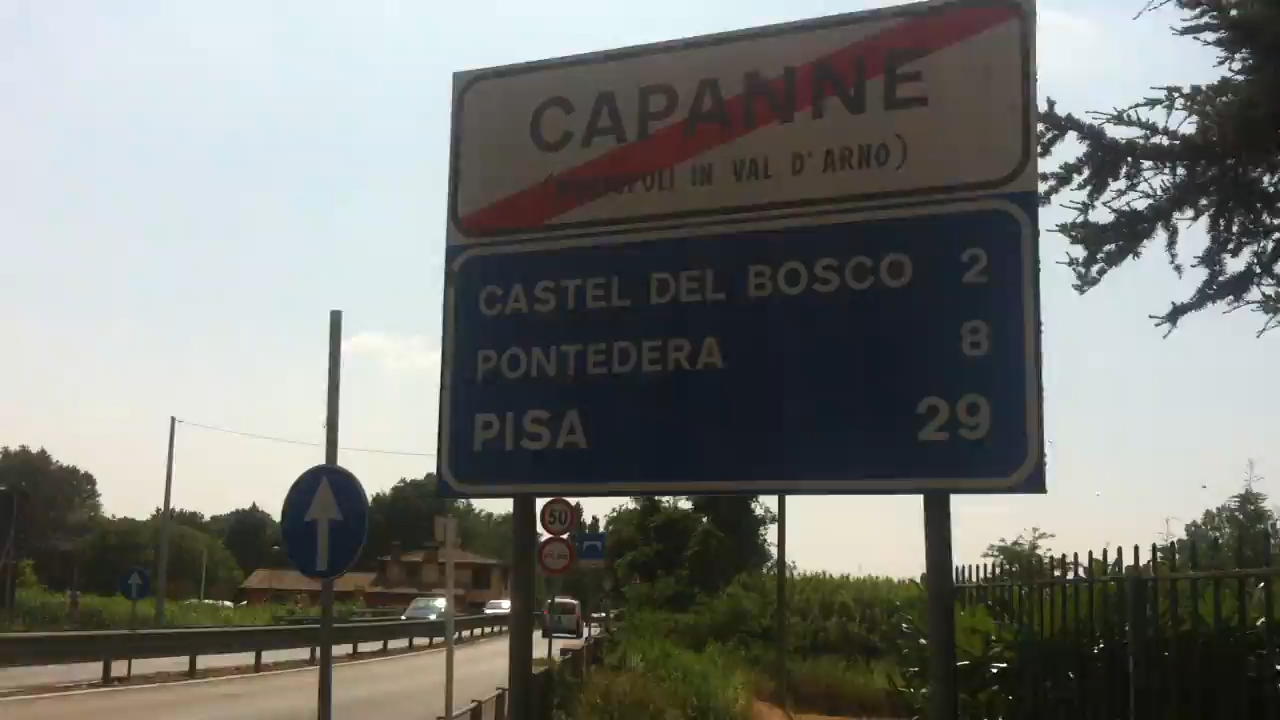 CAPANNE
(MONTOPOLI IN VAL D'ARNO)
CASTEL DEL BOSCO 2
PONTEDERA 8
PISA 29
50